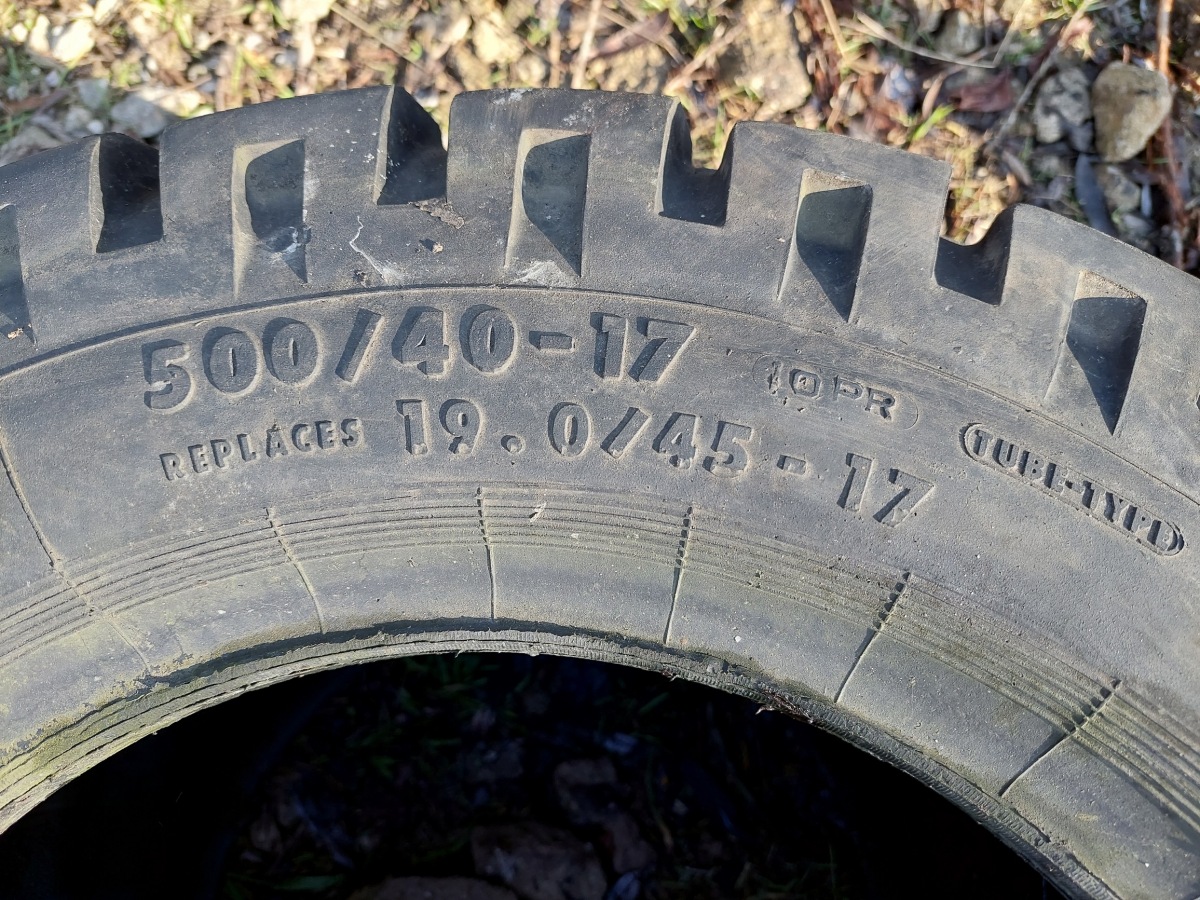 500/40-17 10PR
REPLACES 19.0/45-17
TUBE-TYPE